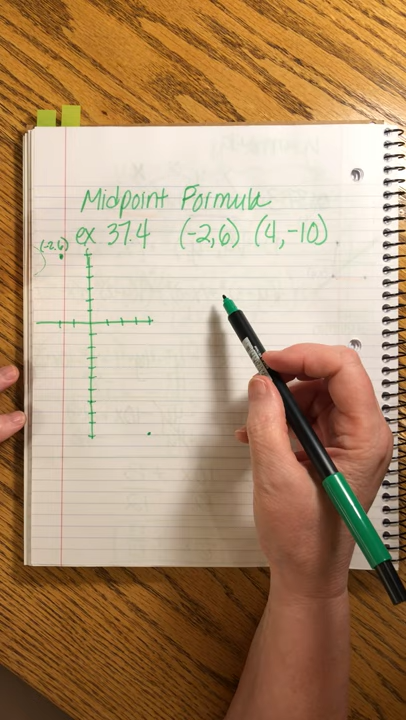 Midpoint Formula
ex 37.4 (-2,6) (4,-10)
(-2,6)